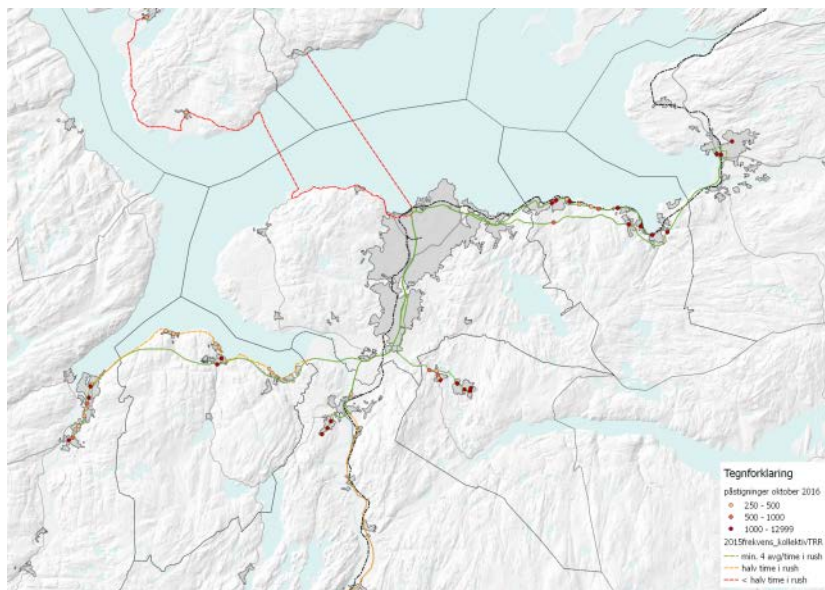 Tegnforklaring
påstigninger oktober 2016
250 - 500
500 - 1000
1000 - 12999
2015frekvens_kollektivTRR
min. 4 avg/time i rush
halv time i rush
< halv time i rush